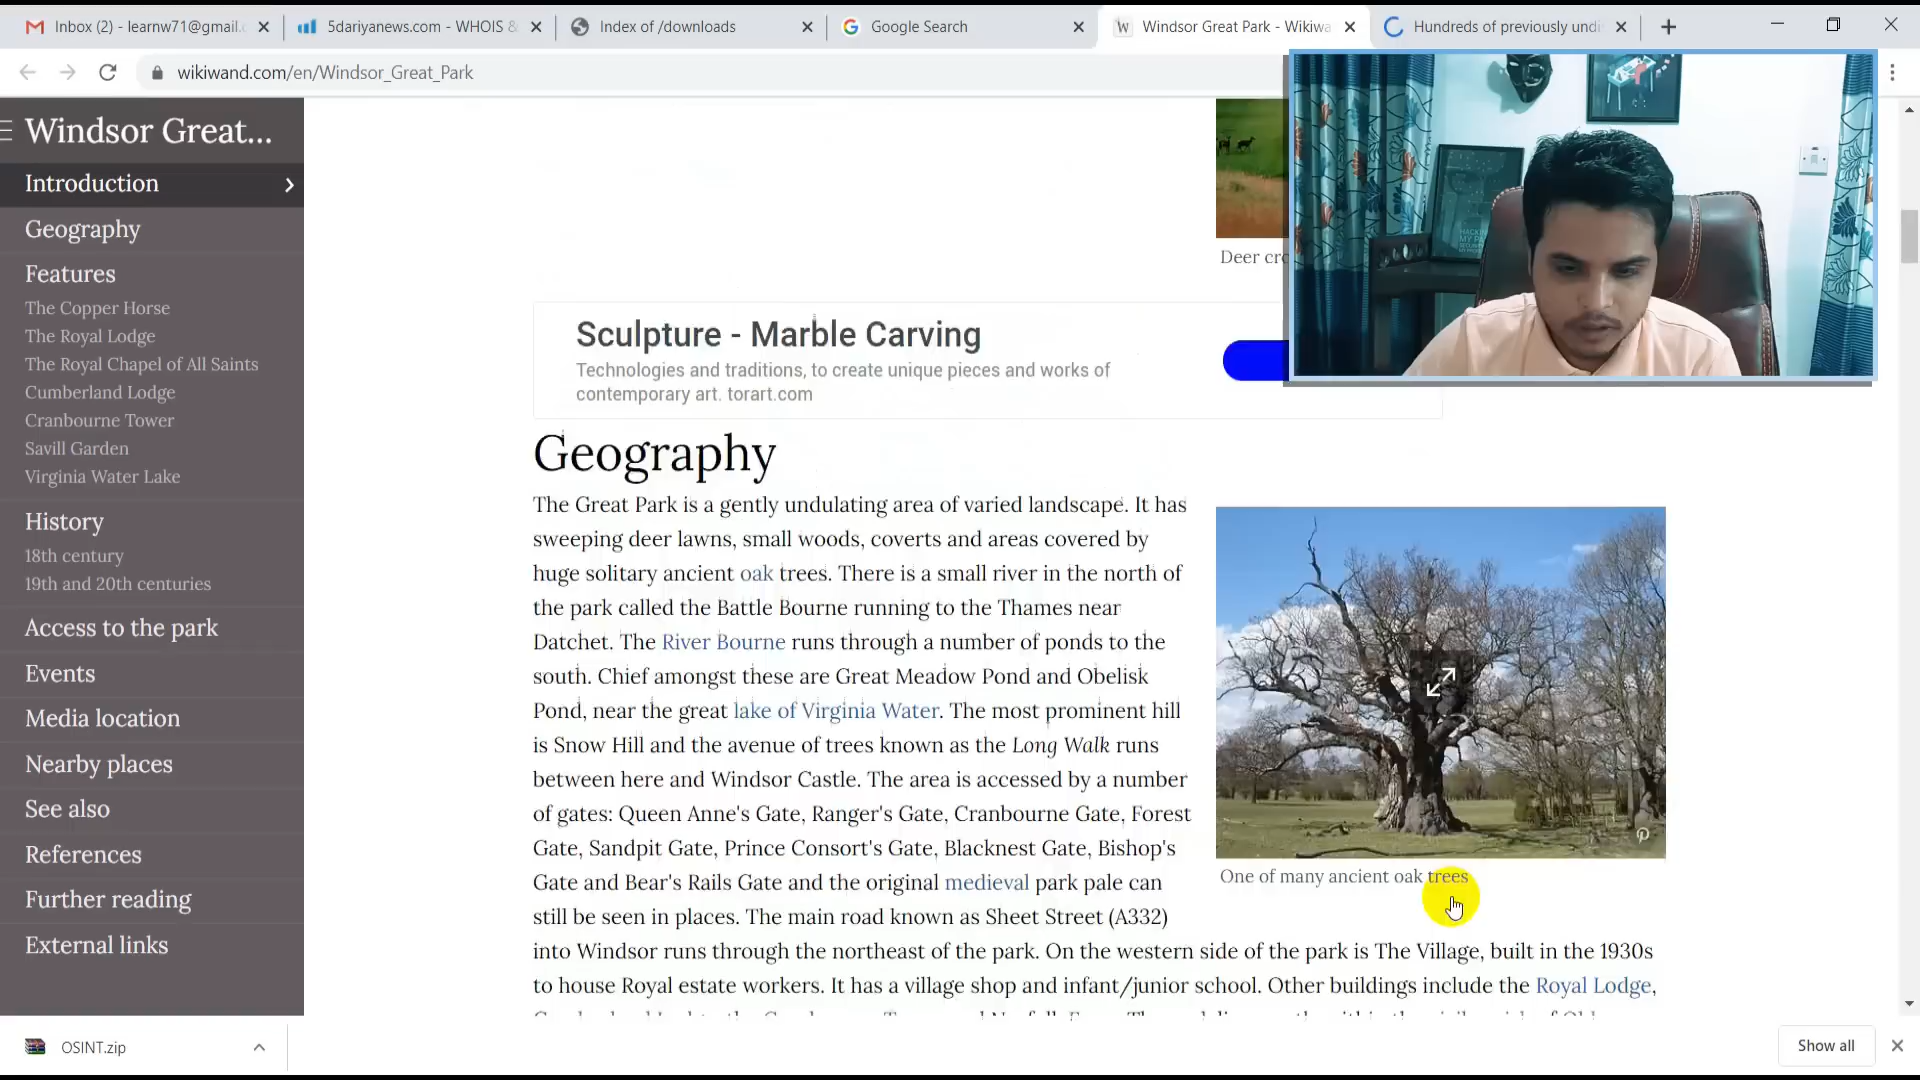 Inbox (2) - learnw71@gmail.
5dariyanews.com - WHOIS &
Index of /downloads
Google Search
Windsor Great Park - Wikiwa
Hundreds of previously undi
wikiwand.com/en/Windsor_Great_Park
Windsor Great...
Introduction
Geography
Features
The Copper Horse
The Royal Lodge
The Royal Chapel of All Saints
Cumberland Lodge
Cranbourne Tower
Savill Garden
Virginia Water Lake
History
18th century
19th and 20th centuries
Access to the park
Events
Media location
Nearby places
See also
References
Further reading
External links
Deer cro
Sculpture - Marble Carving
Technologies and traditions, to create unique pieces and works of
contemporary art. torart.com
Geography
The Great Park is a gently undulating area of varied landscape. It has
sweeping deer lawns, small woods, coverts and areas covered by
huge solitary ancient oak trees. There is a small river in the north of
the park called the Battle Bourne running to the Thames near
Datchet. The River Bourne runs through a number of ponds to the
south. Chief amongst these are Great Meadow Pond and Obelisk
Pond, near the great lake of Virginia Water. The most prominent hill
is Snow Hill and the avenue of trees known as the Long Walk runs
between here and Windsor Castle. The area is accessed by a number
of gates: Queen Anne's Gate, Ranger's Gate, Cranbourne Gate, Forest
Gate, Sandpit Gate, Prince Consort's Gate, Blacknest Gate, Bishop's
Gate and Bear's Rails Gate and the original medieval park pale can
still be seen in places. The main road known as Sheet Street (A332)
into Windsor runs through the northeast of the park. On the western side of the park is The Village, built in the 1930s
to house Royal estate workers. It has a village shop and infant/junior school. Other buildings include the Royal Lodge,
One of many ancient oak trees
OSINT.zip
Show all